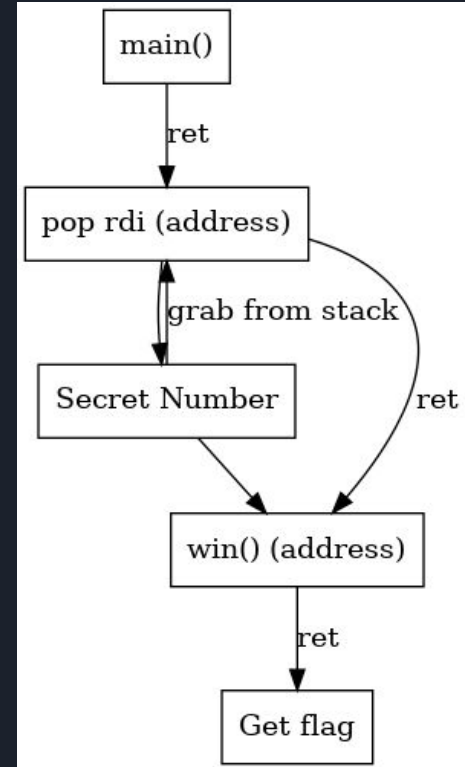 main()
ret
pop rdi (address)
grab from stack
Secret Number
ret
win() (address)
ret
Get flag